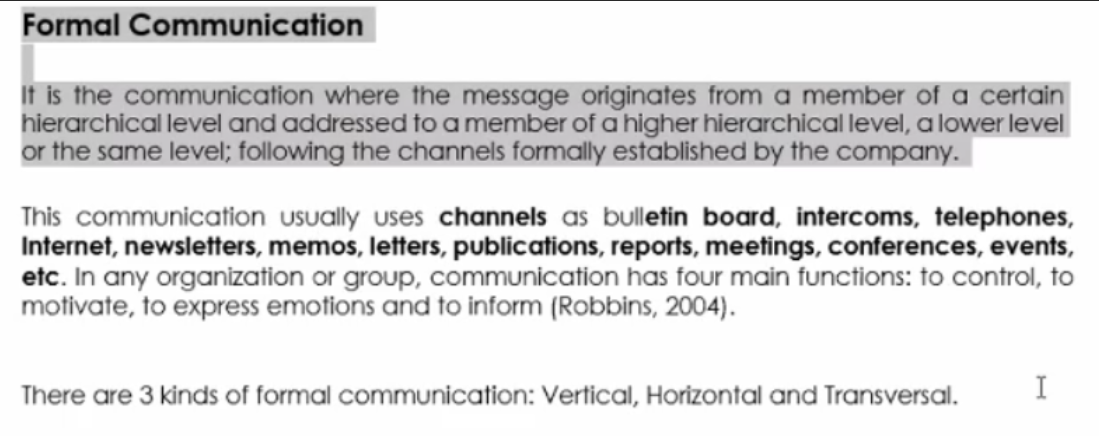 Formal Communication
It is the communication where the message originates from a member of a certain
hierarchical level and addressed to a member of a higher hierarchical level, a lower level
or the same level; following the channels formally established by the company.
This communication usually uses channels as bulletin board, intercoms, telephones,
Internet, newsletters, memos, letters, publications, reports, meetings, conferences, events,
etc. In any organization or group, communication has four main functions: to control, to
motivate, to express emotions and to inform (Robbins, 2004).
There are 3 kinds of formal communication: Vertical, Horizontal and Transversal.